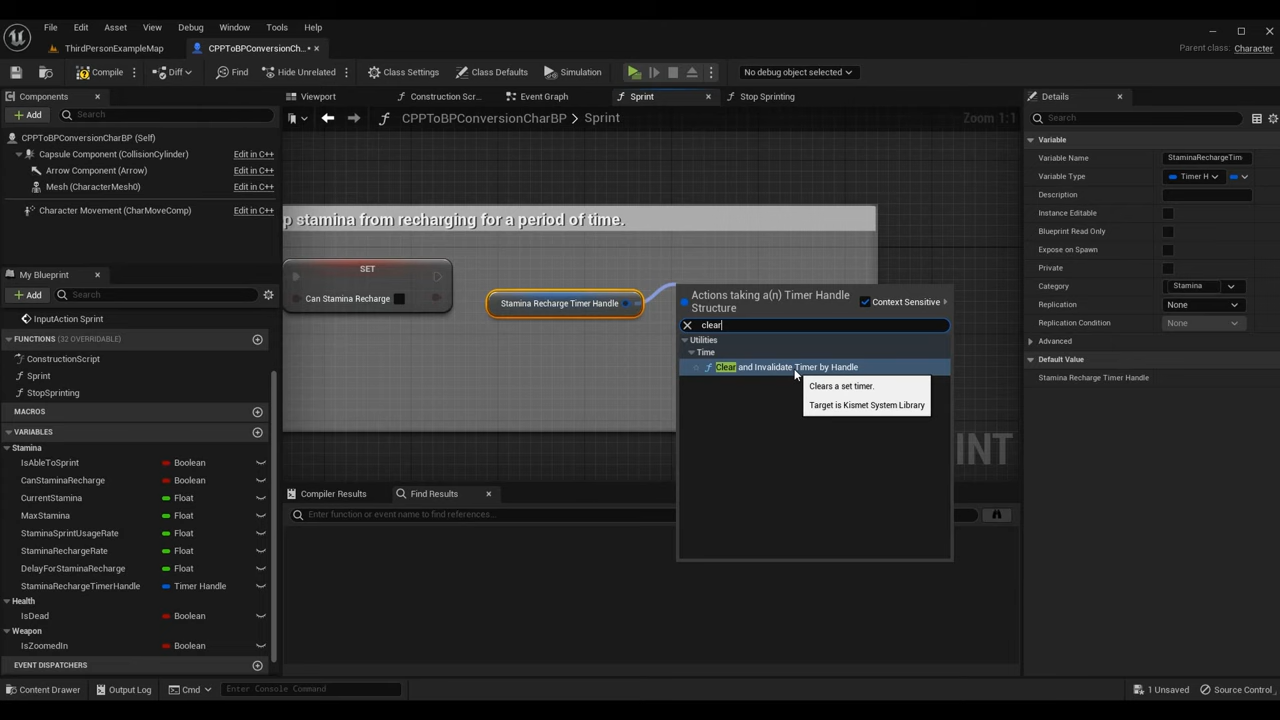 File Edit Asset View Debug Window Tools Help
ThirdPersonExampleMap
CPPToBPConversionCh...•
Parent class: Character
Compile
Diff
Find
Hide Unrelated
Class Settings
Class Defaults
Simulation
No debug object selected
Components
Viewport
Construction Scr...
Event Graph
Sprint
Stop Sprinting
Details
+ Add
Search
CPPToBPConversionCharBP > Sprint
Zoom 1:1
Search
CPPToBPConversionCharBP (Self)
Capsule Component (CollisionCylinder) Edit in C++
Arrow Component (Arrow) Edit in C++
Mesh (CharacterMesh0) Edit in C++
Character Movement (CharMoveComp) Edit in C++
Variable
Variable Name StaminaRechargeTim
Variable Type Timer H
Description
Instance Editable
Blueprint Read Only
Expose on Spawn
Private
Category Stamina
Replication None
Replication Condition None
Advanced
Default Value
Stamina Recharge Timer Handle
p stamina from recharging for a period of time.
SET
Can Stamina Recharge
Stamina Recharge Timer Handle
Actions taking a(n) Timer Handle
Structure
Context Sensitive
clear
Utilities
Time
Clear and Invalidate Timer by Handle
Clears a set timer.
Target is Kismet System Library
My Blueprint
+ Add
Search
InputAction Sprint
FUNCTIONS (32 OVERRIDABLE)
ConstructionScript
Sprint
StopSprinting
MACROS
VARIABLES
Stamina
IsAbleToSprint Boolean
CanStaminaRecharge Boolean
CurrentStamina Float
MaxStamina Float
StaminaSprintUsageRate Float
StaminaRechargeRate Float
DelayForStaminaRecharge Float
StaminaRechargeTimerHandle Timer Handle
Health
IsDead Boolean
Weapon
IsZoomedIn Boolean
EVENT DISPATCHERS
INT
Compiler Results
Find Results
Enter function or event name to find references...
Content Drawer
Output Log
Cmd
Enter Console Command
1 Unsaved
Source Control